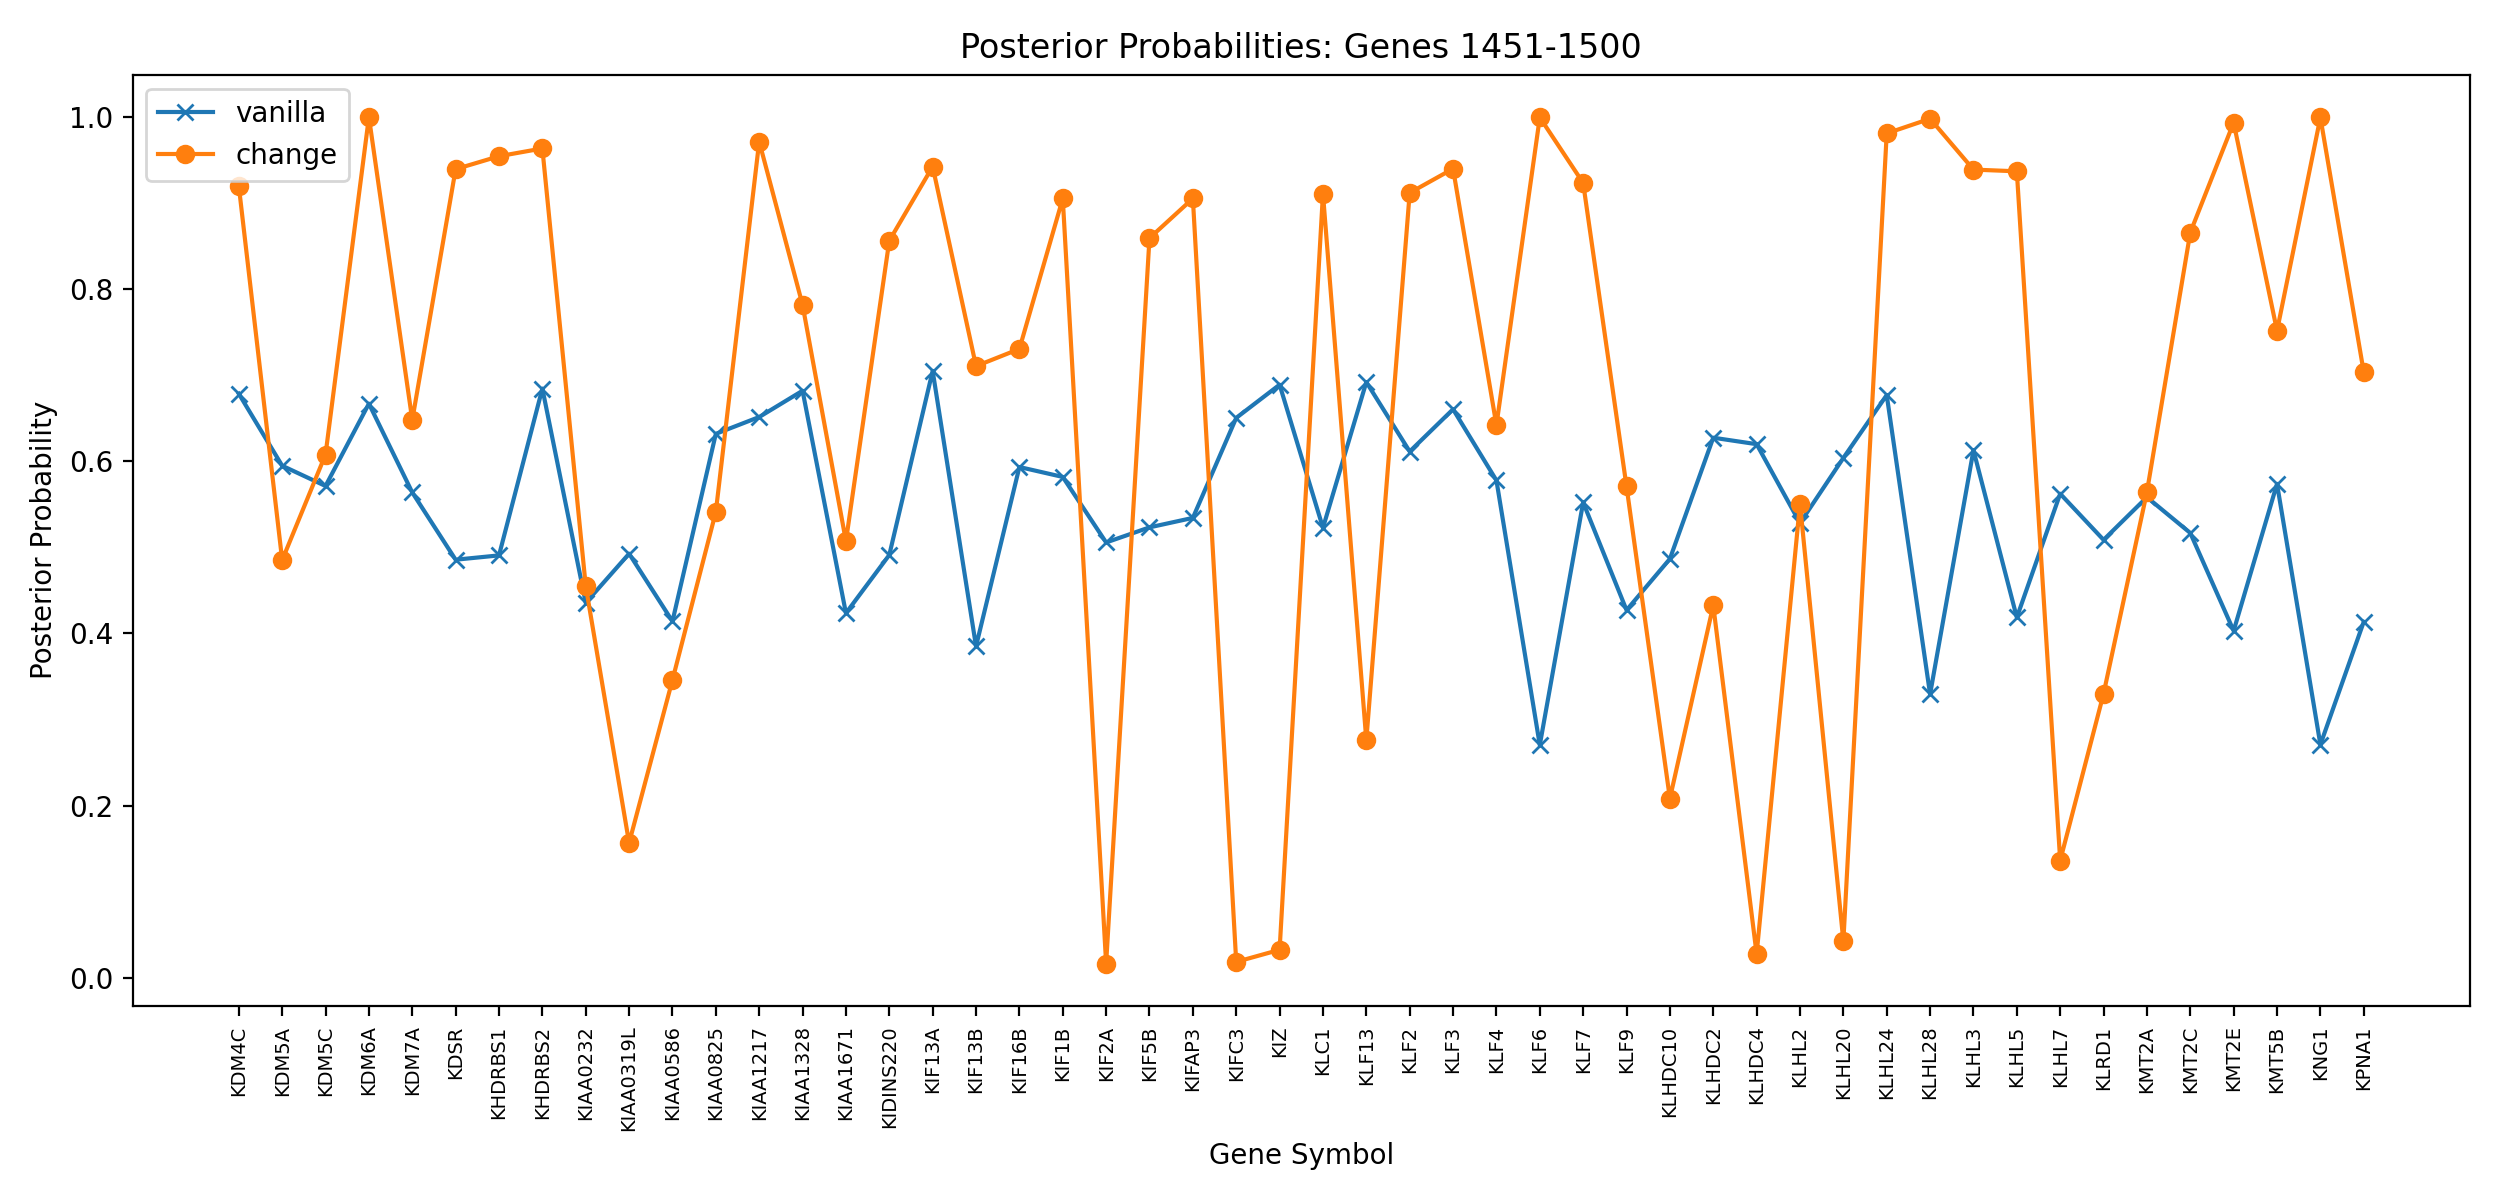 Posterior Probabilities: Genes 1451-1500
vanilla
change
Posterior Probability
1.0
0.8
0.6
0.4
0.2
0.0
KDM4C
KDM5A
KDM5C
KDM6A
KDM7A
KDSR
KHDRBS1
KHDRBS2
KIAA0232
KIAA0319L
KIAA0586
KIAA0825
KIAA1217
KIAA1328
KIAA1671
KIDINS220
KIF13A
KIF13B
KIF16B
KIF1B
KIF2A
KIF5B
KIFAP3
KIFC3
KIZ
KLC1
KLF13
KLF2
KLF3
KLF4
KLF6
KLF7
KLF9
KLHDC10
KLHDC2
KLHDC4
KLHL2
KLHL20
KLHL24
KLHL28
KLHL3
KLHL5
KLHL7
KLRD1
KMT2A
KMT2C
KMT2E
KMT5B
KNG1
KPNA1
Gene Symbol